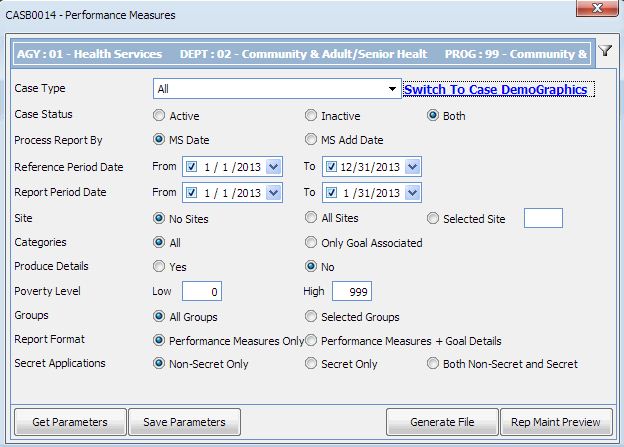 CASB0014 - Performance Measures
AGY : 01 - Health Services DEPT : 02 - Community & Adult/Senior Healt PROG : 99 - Community &
Case Type All Switch To Case DemoGraphics
Case Status Active Inactive Both
Process Report By MS Date MS Add Date
Reference Period Date From 1 / 1 /2013 To 12/31/2013
Report Period Date From 1 / 1 /2013 To 1 /31/2013
Site No Sites All Sites Selected Site
Categories All Only Goal Associated
Produce Details Yes No
Poverty Level Low 0 High 999
Groups All Groups Selected Groups
Report Format Performance Measures Only Performance Measures + Goal Details
Secret Applications Non-Secret Only Secret Only Both Non-Secret and Secret
Get Parameters Save Parameters Generate File Rep Maint Preview